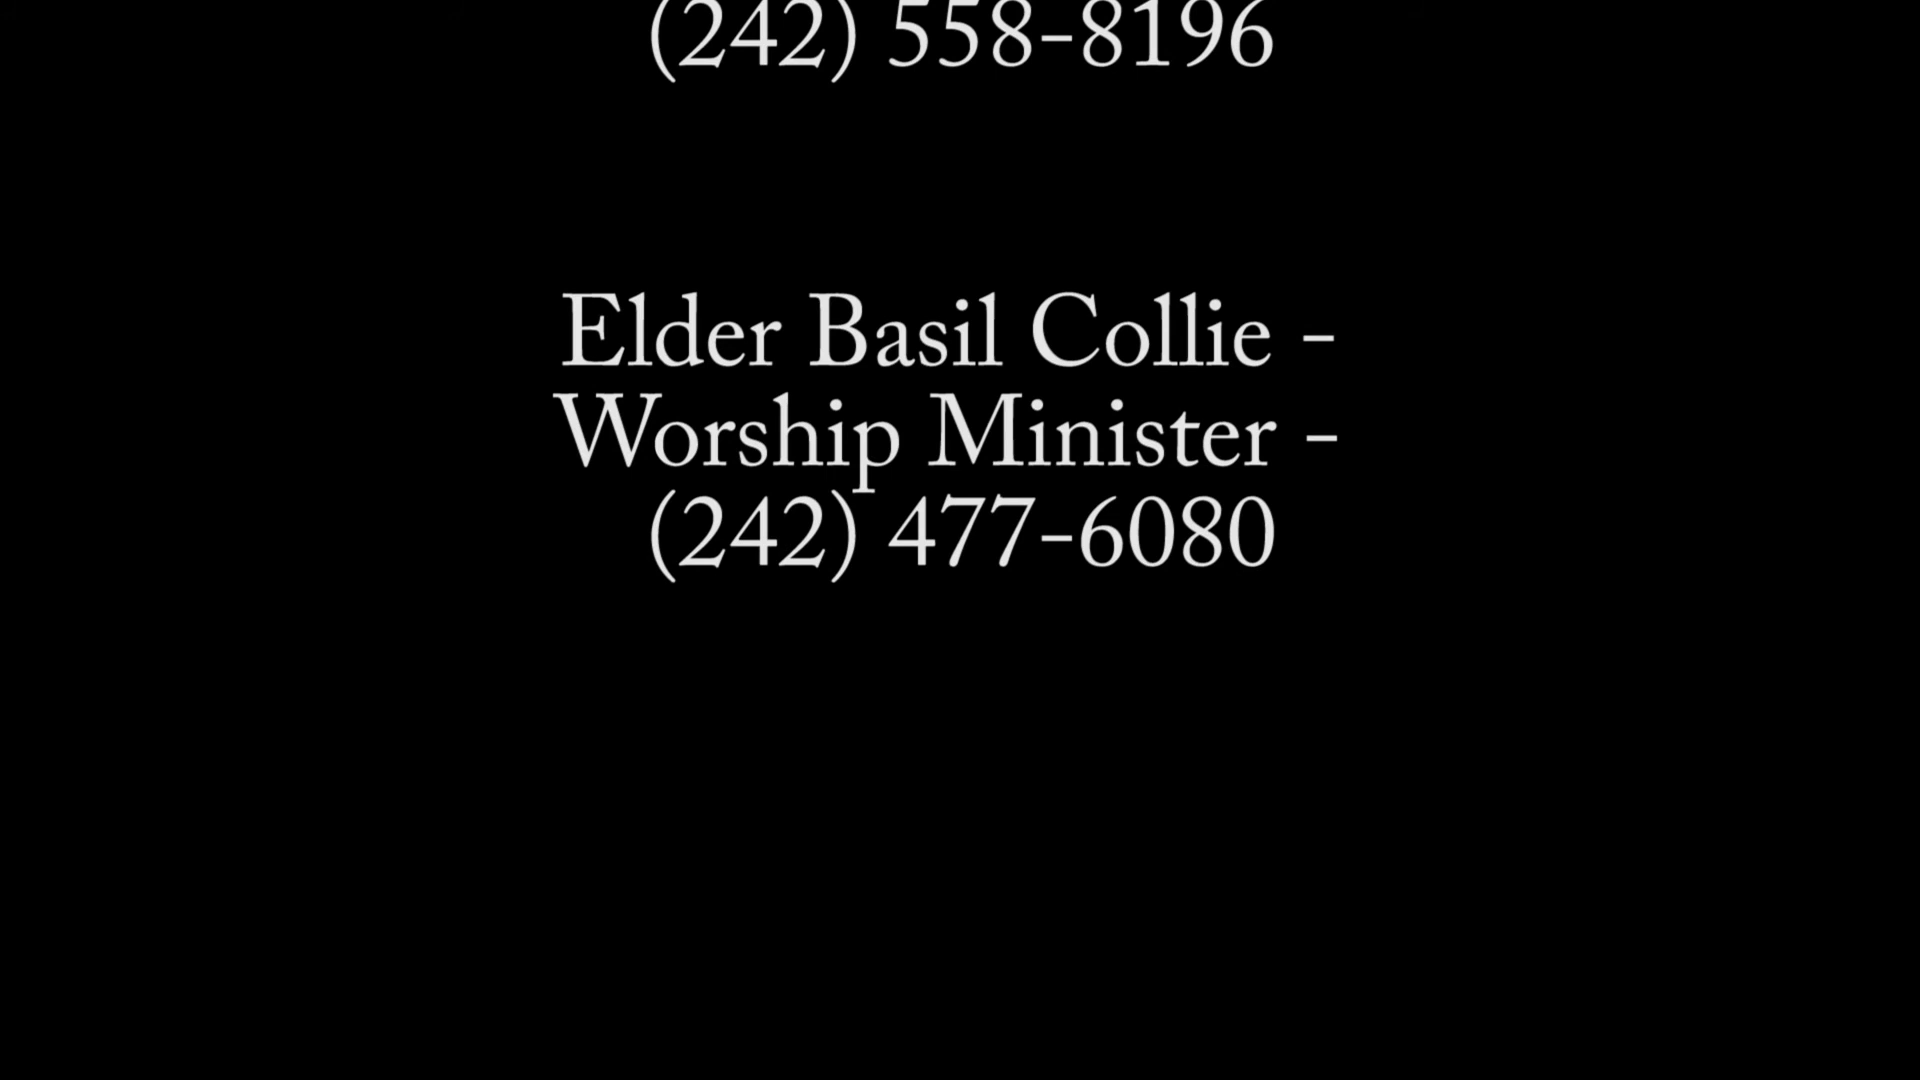 (242) 558-8196
Elder Basil Collie -
Worship Minister -
(242) 477-6080